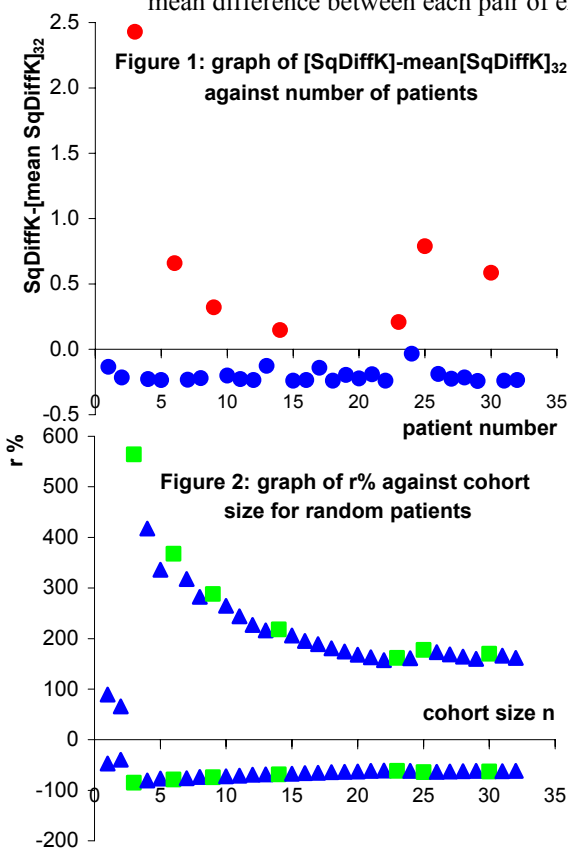 mean difference between each pair of e
Figure 1: graph of [SqDiffK]-mean[SqDiffK]32
against number of patients
SqDiffK-[mean SqDiffK]32
2.5
2.0
1.5
1.0
0.5
0.0
-0.5
0 5 10 15 20 25 30 35
patient number
r %
Figure 2: graph of r% against cohort
size for random patients
600
500
400
300
200
100
0
-100
-200
cohort size n
0 5 10 15 20 25 30 35